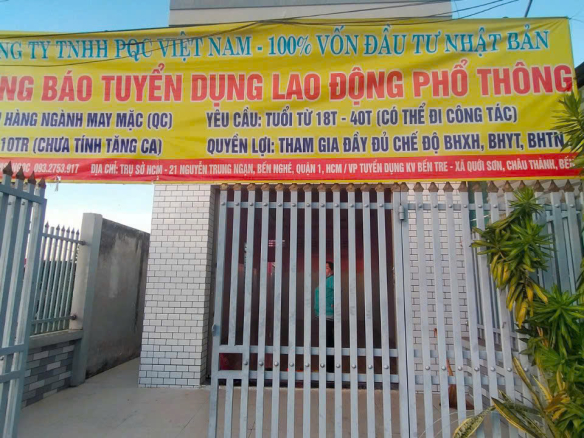 NG TY TNHH PQC VIỆT NAM - 100% VỐN ĐẦU TƯ NHẬT BẢN
NG BÁO TUYỂN DỤNG LAO ĐỘNG PHỔ THÔNG
HÀNG NGÀNH MAY MẶC (QC)
YÊU CẦU: TUỔI TỪ 18T - 40T (CÓ THỂ ĐI CÔNG TÁC)
10TR (CHƯA TÍNH TĂNG CA)
QUYỀN LỢI: THAM GIA ĐẦY ĐỦ CHẾ ĐỘ BHXH, BHYT, BHTN
093.2753.917 ĐỊA CHỈ: TRỤ SỞ HCM - 21 NGUYỄN TRUNG NGẠN, BẾN NGHÉ, QUẬN 1, HCM / VP TUYỂN DỤNG KV BẾN TRE - XÃ QUỚI SƠN, CHÂU THÀNH, BẾN